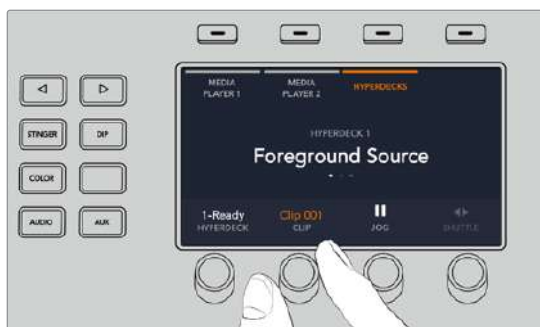 MEDIA PLAYER 1
MEDIA PLAYER 2
HYPERDECKS
STINGER
DIP
COLOR
AUDIO
AUX
HYPERDECK 1
Foreground Source
1-Ready
HYPERDECK
Clip 001
CLIP
JOG
SHUTTLE